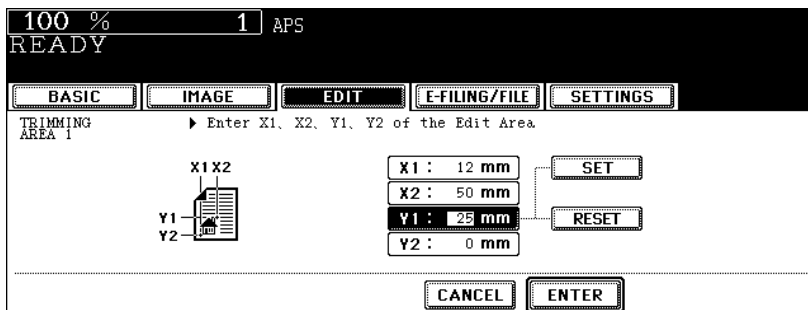 100 % 1 APS
READY
BASIC IMAGE EDIT E-FILING/FILE SETTINGS
TRIMMING
AREA 1
▶ Enter X1、X2、Y1、Y2 of the Edit Area
X1 X2
Y1
Y2
X1 : 12 mm
X2 : 50 mm
Y1 : 25 mm
Y2 : 0 mm
SET
RESET
CANCEL ENTER